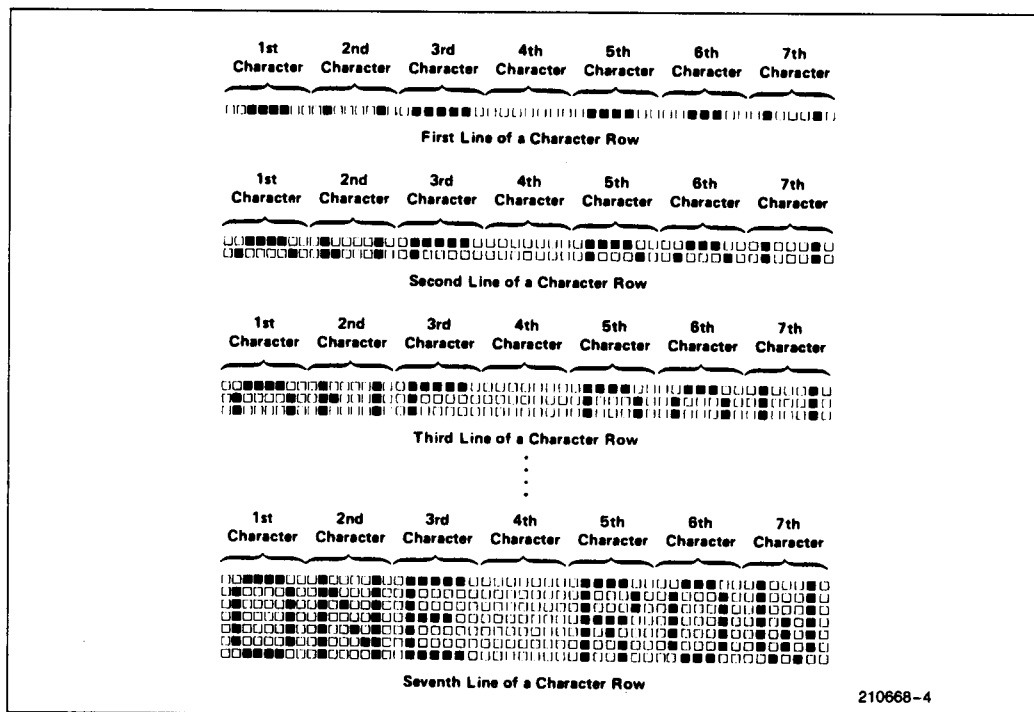 1st 2nd 3rd 4th 5th 6th 7th
Character Character Character Character Character Character Character
First Line of a Character Row
1st 2nd 3rd 4th 5th 6th 7th
Character Character Character Character Character Character Character
Second Line of a Character Row
1st 2nd 3rd 4th 5th 6th 7th
Character Character Character Character Character Character Character
Third Line of a Character Row
1st 2nd 3rd 4th 5th 6th 7th
Character Character Character Character Character Character Character
Seventh Line of a Character Row
210668-4